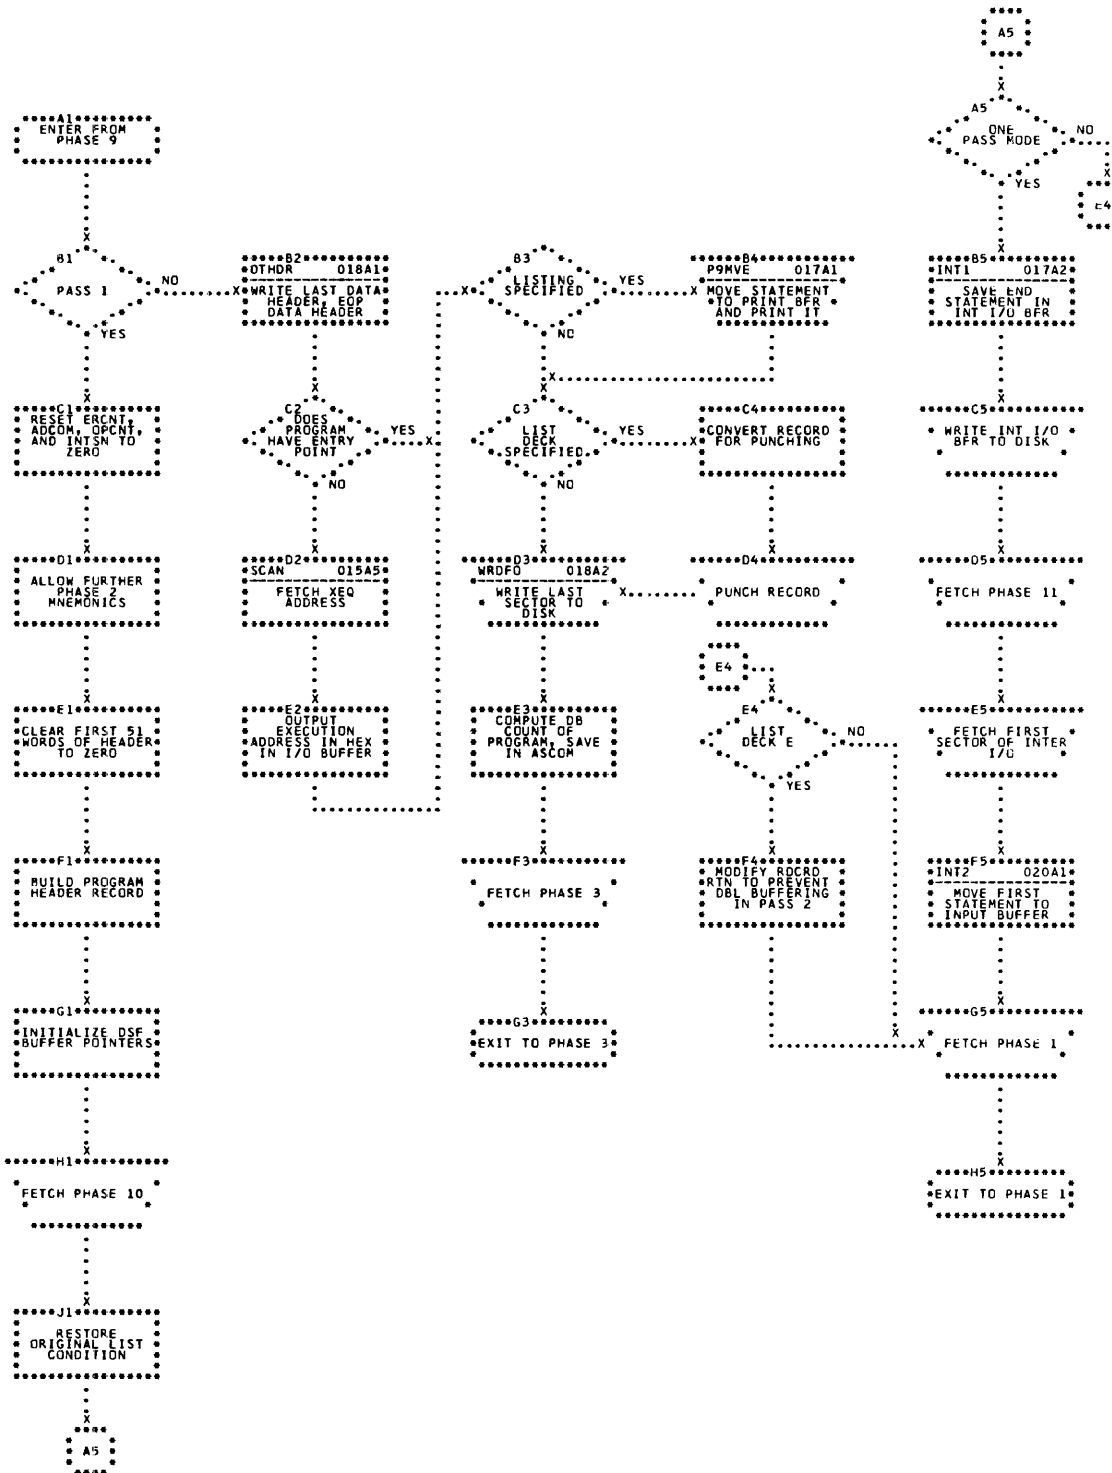 A5
A1
ENTER FROM
PHASE 9
A5
ONE
PASS MODE
NO
YES
E4
B1
PASS 1
NO
YES
B2
OTHDR 018A1
WRITE LAST DATA
HEADER, EOP
DATA HEADER
B3
LISTING
SPECIFIED
YES
NO
B4
P9MVE 017A1
MOVE STATEMENT
TO PRINT BFR
AND PRINT IT
B5
INT1 017A2
SAVE END
STATEMENT IN
INT I/O BFR
C1
RESET ERCNT,
ADCOM, OPCNT,
AND INTSN TO
ZERO
C2
DOES
PROGRAM
HAVE ENTRY
POINT
YES
NO
C3
LIST
DECK
SPECIFIED
YES
NO
C4
CONVERT RECORD
FOR PUNCHING
C5
WRITE INT I/O
BFR TO DISK
D1
ALLOW FURTHER
PHASE 2
MNEMONICS
D2
SCAN 015A5
FETCH XEQ
ADDRESS
D3
WRDFO 018A2
WRITE LAST
SECTOR TO
DISK
D4
PUNCH RECORD
D5
FETCH PHASE 11
E4
E1
CLEAR FIRST 51
WORDS OF HEADER
TO ZERO
E2
OUTPUT
EXECUTION
ADDRESS IN HEX
IN I/O BUFFER
E3
COMPUTE DB
COUNT OF
PROGRAM, SAVE
IN ASCOM
E4
LIST
DECK E
NO
YES
E5
FETCH FIRST
SECTOR OF INTER
I/O
F1
BUILD PROGRAM
HEADER RECORD
F3
FETCH PHASE 3
F4
MODIFY RDCRD
RTN TO PREVENT
DBL BUFFERING
IN PASS 2
F5
INT2 020A1
MOVE FIRST
STATEMENT TO
INPUT BUFFER
G1
INITIALIZE DSF
BUFFER POINTERS
G3
EXIT TO PHASE 3
G5
FETCH PHASE 1
H1
FETCH PHASE 10
H5
EXIT TO PHASE 1
J1
RESTORE
ORIGINAL LIST
CONDITION
A5